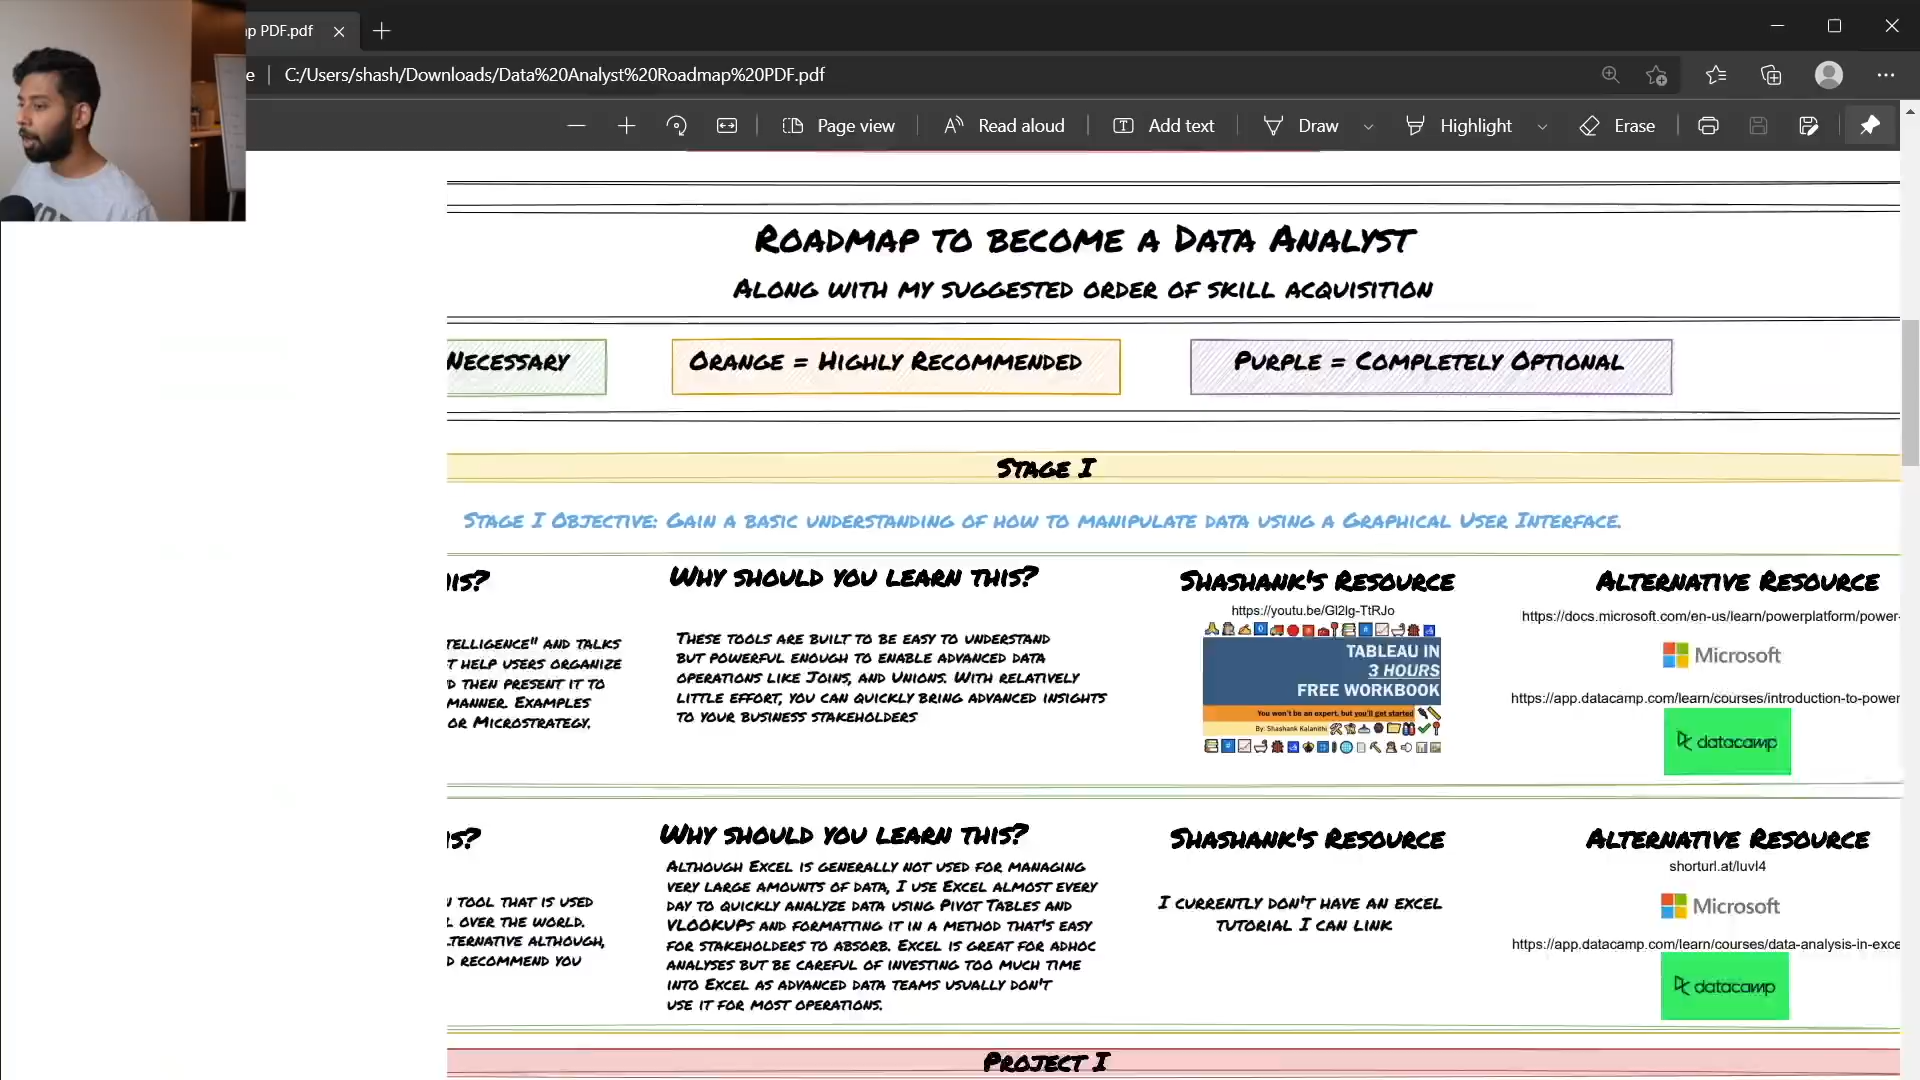 ap PDF.pdf
e | C:/Users/shash/Downloads/Data%20Analyst%20Roadmap%20PDF.pdf
Page view
Read aloud
Add text
Draw
Highlight
Erase
Roadmap to become a Data Analyst
Along with my suggested order of skill acquisition
Necessary
Orange = Highly Recommended
Purple = Completely Optional
Stage I
Stage I Objective: Gain a basic understanding of how to manipulate data using a Graphical User Interface.
his?
telligence" and talks
t help users organize
d then present it to
manner. Examples
or Microstrategy.
Why should you learn this?
These tools are built to be easy to understand
but powerful enough to enable advanced data
operations like Joins, and Unions. With relatively
little effort, you can quickly bring advanced insights
to your business stakeholders
Shashank's Resource
https://youtu.be/Gl2lg-TtRJo
TABLEAU IN
3 HOURS
FREE WORKBOOK
You won't be an expert, but you'll get started
By: Shashank Kalanithi
Alternative Resource
https://docs.microsoft.com/en-us/learn/powerplatform/power-
Microsoft
https://app.datacamp.com/learn/courses/introduction-to-power
datacamp
s?
n tool that is used
l over the world.
lternative although,
d recommend you
Why should you learn this?
Although Excel is generally not used for managing
very large amounts of data, I use Excel almost every
day to quickly analyze data using Pivot Tables and
VLOOKUPs and formatting it in a method that's easy
for stakeholders to absorb. Excel is great for adhoc
analyses but be careful of investing too much time
into Excel as advanced data teams usually don't
use it for most operations.
Shashank's Resource
I currently don't have an excel
tutorial I can link
Alternative Resource
shorturl.at/luvI4
Microsoft
https://app.datacamp.com/learn/courses/data-analysis-in-exce
datacamp
Project I